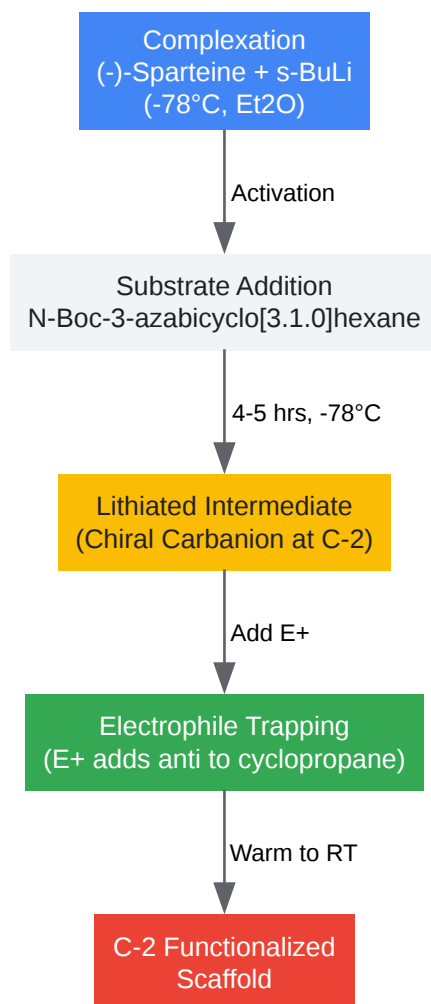 Complexation
(-)-Sparteine + s-BuLi
(-78°C, Et2O)
Activation
Substrate Addition
N-Boc-3-azabicyclo[3.1.0]hexane
4-5 hrs, -78°C
Lithiated Intermediate
(Chiral Carbanion at C-2)
Add E+
Electrophile Trapping
(E+ adds anti to cyclopropane)
Warm to RT
C-2 Functionalized
Scaffold